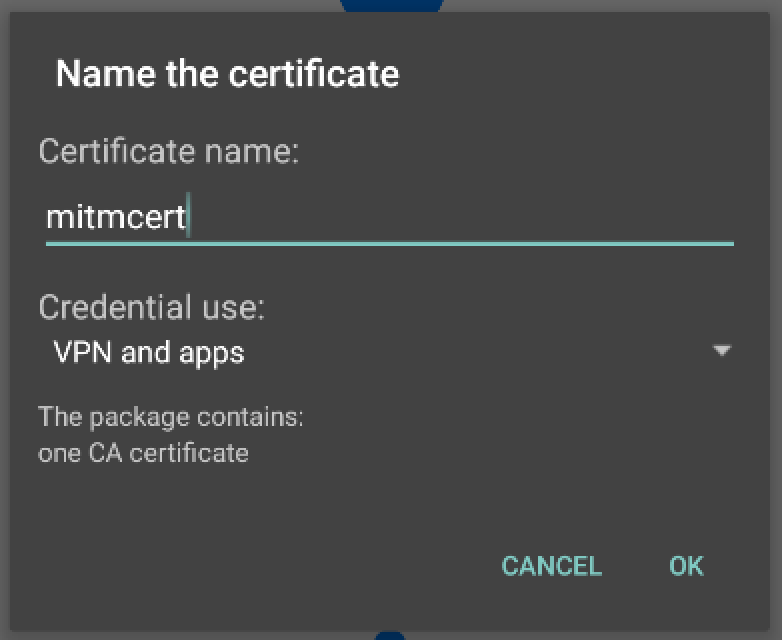 Name the certificate
Certificate name:
mitmcert
Credential use:
VPN and apps
The package contains:
one CA certificate
CANCEL OK